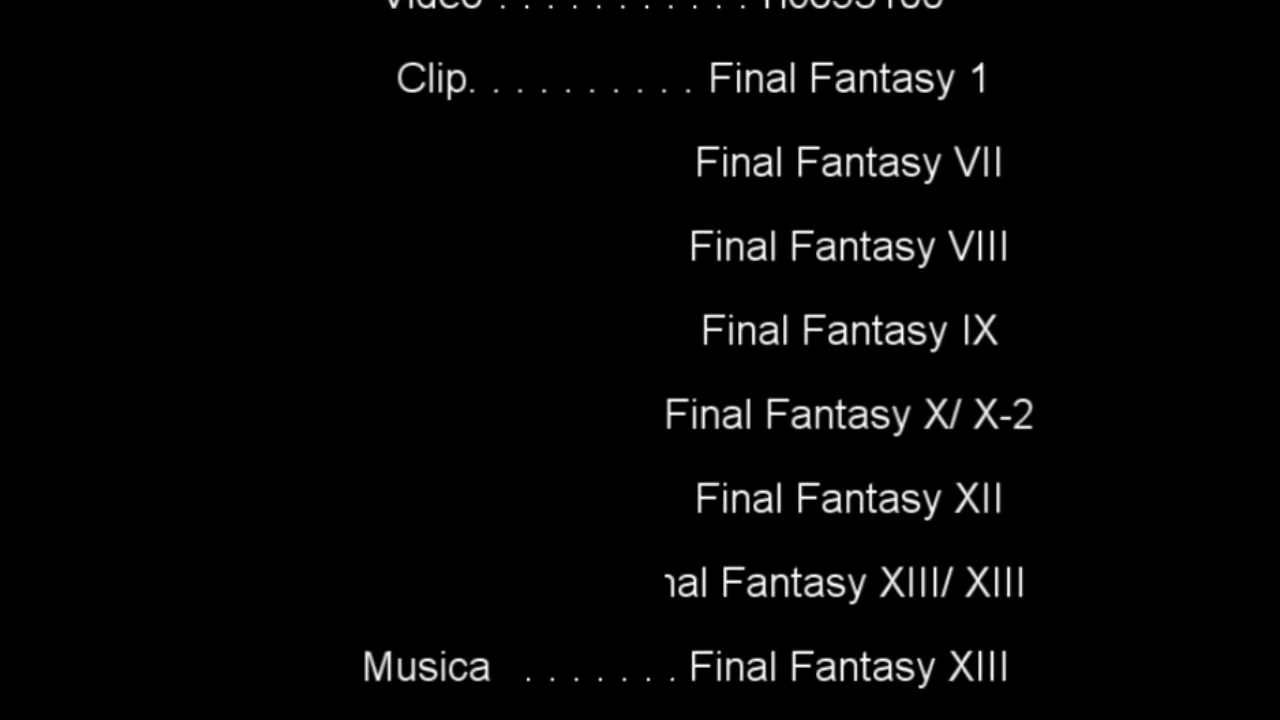 Video . . . . . . . . . . .
Clip. . . . . . . . . . Final Fantasy 1
Final Fantasy VII
Final Fantasy VIII
Final Fantasy IX
Final Fantasy X/ X-2
Final Fantasy XII
Fantasy XIII/ XIII
Musica . . . . . . . Final Fantasy XIII